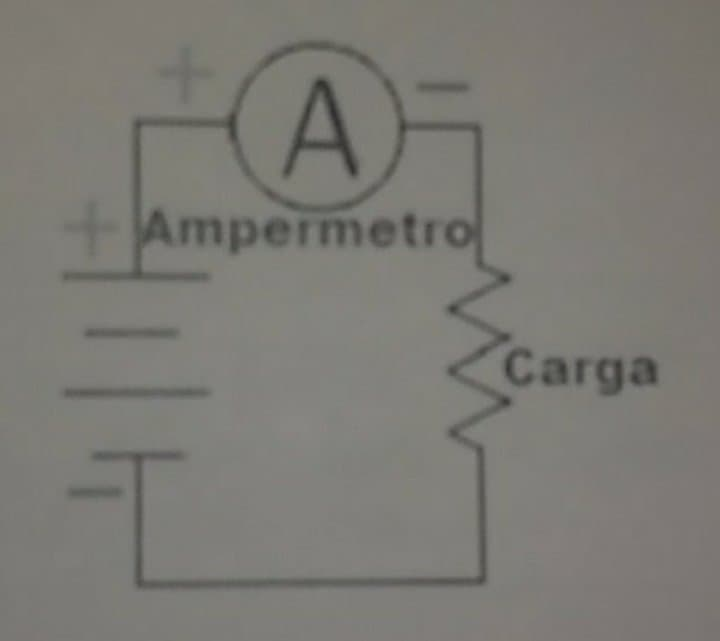 + A −
+ Ampermetro
Carga
−